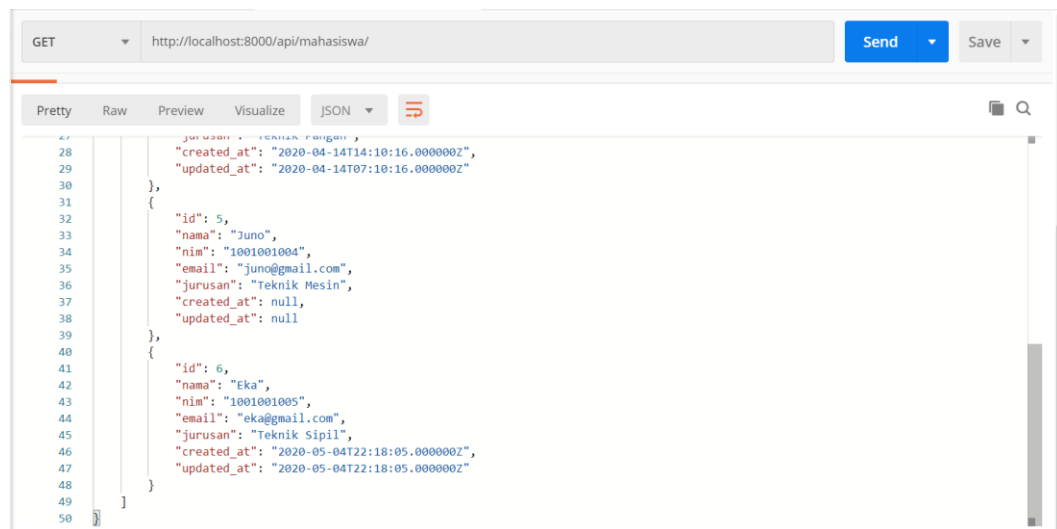 GET http://localhost:8000/api/mahasiswa/ Send Save
Pretty Raw Preview Visualize JSON
27 "jurusan": "Teknik Pangan",
28 "created_at": "2020-04-14T14:10:16.000000Z",
29 "updated_at": "2020-04-14T07:10:16.000000Z"
30 },
31 {
32 "id": 5,
33 "nama": "Juno",
34 "nim": "1001001004",
35 "email": "juno@gmail.com",
36 "jurusan": "Teknik Mesin",
37 "created_at": null,
38 "updated_at": null
39 },
40 {
41 "id": 6,
42 "nama": "Eka",
43 "nim": "1001001005",
44 "email": "eka@gmail.com",
45 "jurusan": "Teknik Sipil",
46 "created_at": "2020-05-04T22:18:05.000000Z",
47 "updated_at": "2020-05-04T22:18:05.000000Z"
48 }
49 ]
50 }